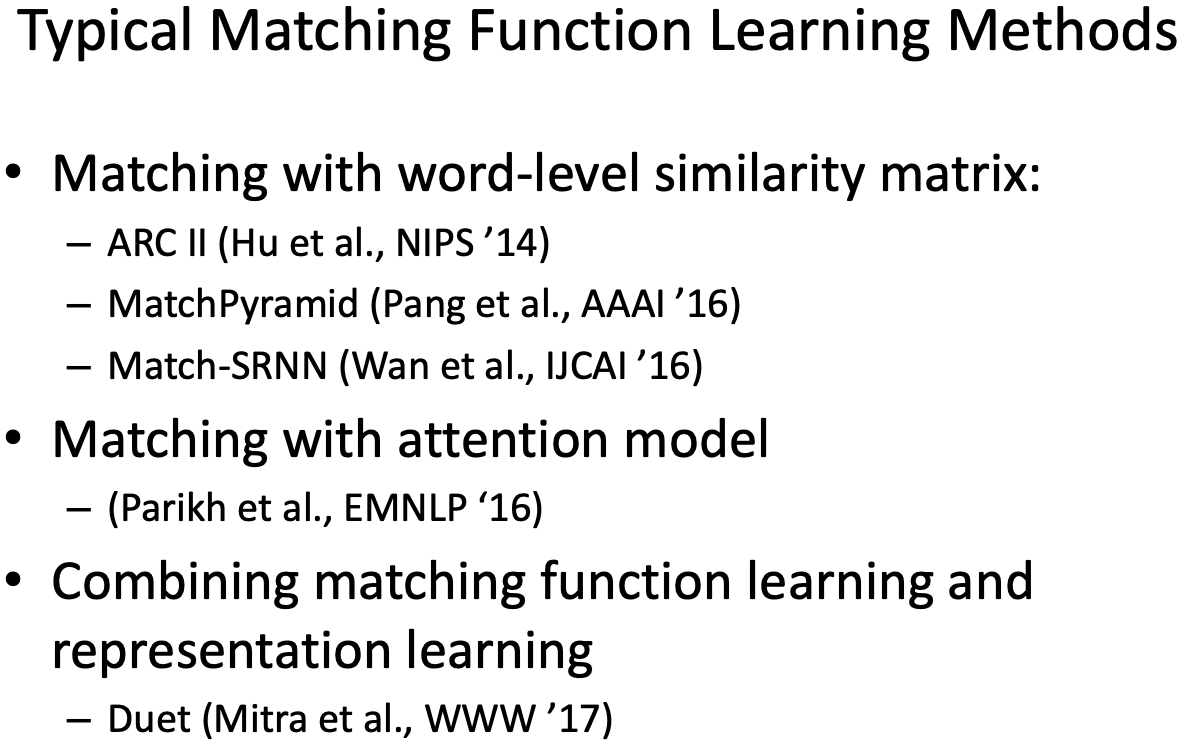 Typical Matching Function Learning Methods
• Matching with word-level similarity matrix:
– ARC II (Hu et al., NIPS ’14)
– MatchPyramid (Pang et al., AAAI ’16)
– Match-SRNN (Wan et al., IJCAI ’16)
• Matching with attention model
– (Parikh et al., EMNLP ‘16)
• Combining matching function learning and
representation learning
– Duet (Mitra et al., WWW ’17)